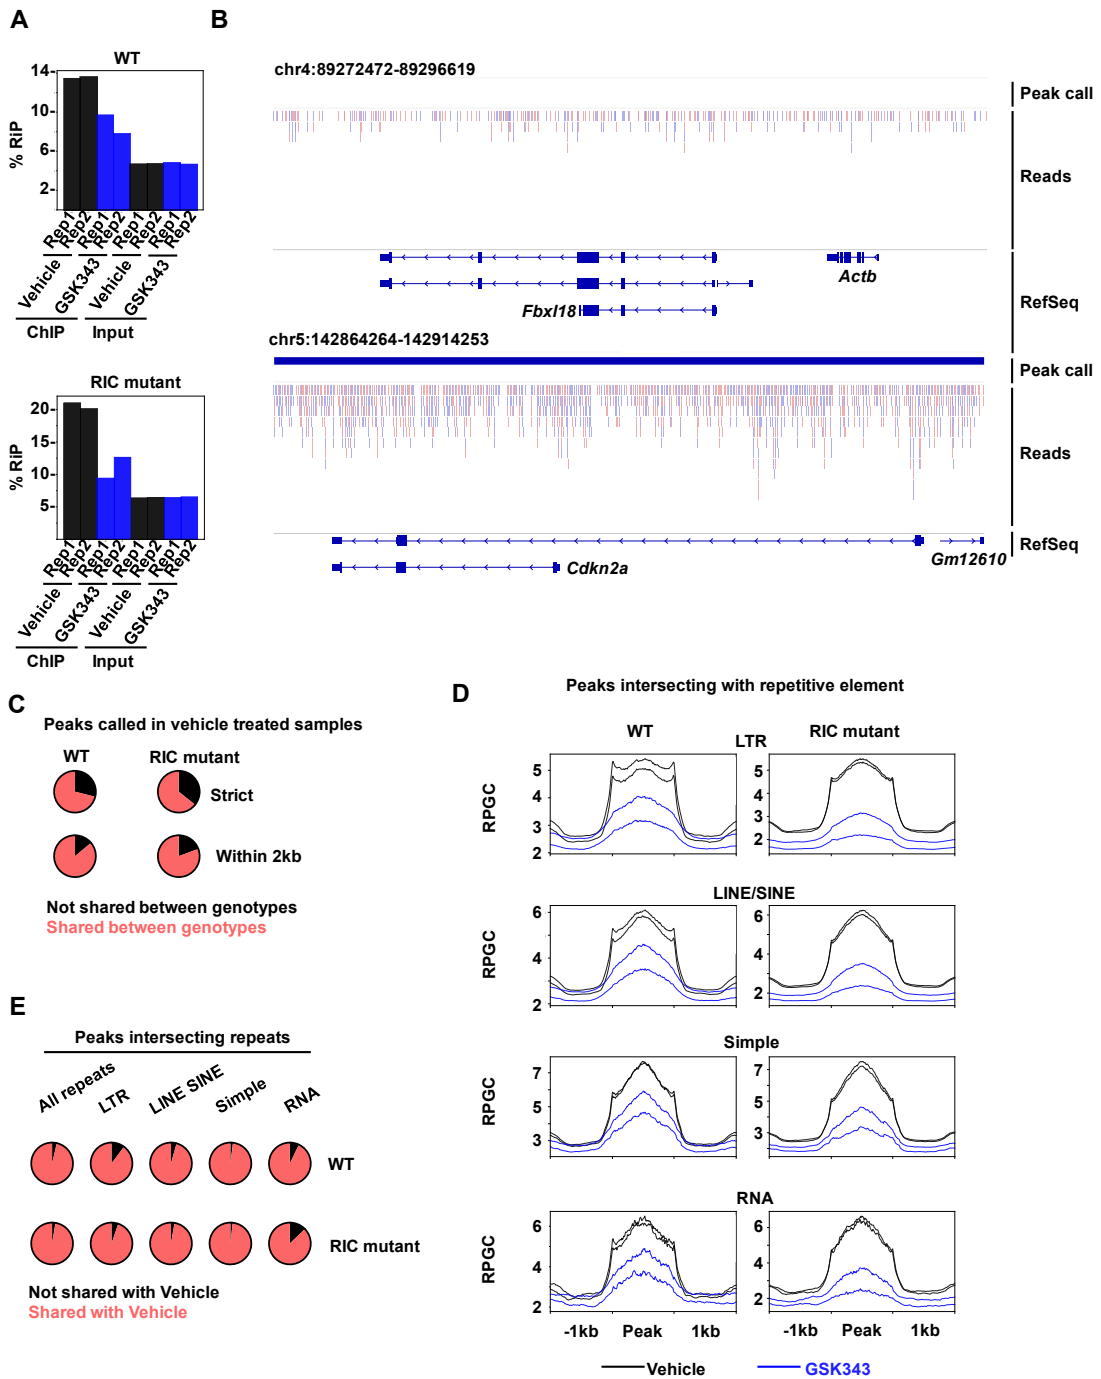 A
WT
14
10
6
2
% RiP
Rep1
Rep2
Rep1
Rep2
Rep1
Rep2
Rep1
Rep2
Vehicle
GSK343
Vehicle
GSK343
ChIP
Input
RIC mutant
20
15
10
5
% RiP
Rep1
Rep2
Rep1
Rep2
Rep1
Rep2
Rep1
Rep2
Vehicle
GSK343
Vehicle
GSK343
ChIP
Input
B
chr4:89272472-89296619
Peak call
Reads
Actb
Fbxl18
RefSeq
chr5:142864264-142914253
Peak call
Reads
RefSeq
Gm12610
Cdkn2a
C
Peaks called in vehicle treated samples
WT
RIC mutant
Strict
Within 2kb
Not shared between genotypes
Shared between genotypes
D
Peaks intersecting with repetitive element
WT
RIC mutant
LTR
RPGC
5
4
3
2
5
4
3
2
LINE/SINE
RPGC
6
4
2
6
4
2
Simple
RPGC
7
5
3
7
5
3
RNA
RPGC
6
4
2
6
4
2
-1kb Peak 1kb
-1kb Peak 1kb
Vehicle
GSK343
E
Peaks intersecting repeats
All repeats
LTR
LINE SINE
Simple
RNA
WT
RIC mutant
Not shared with Vehicle
Shared with Vehicle